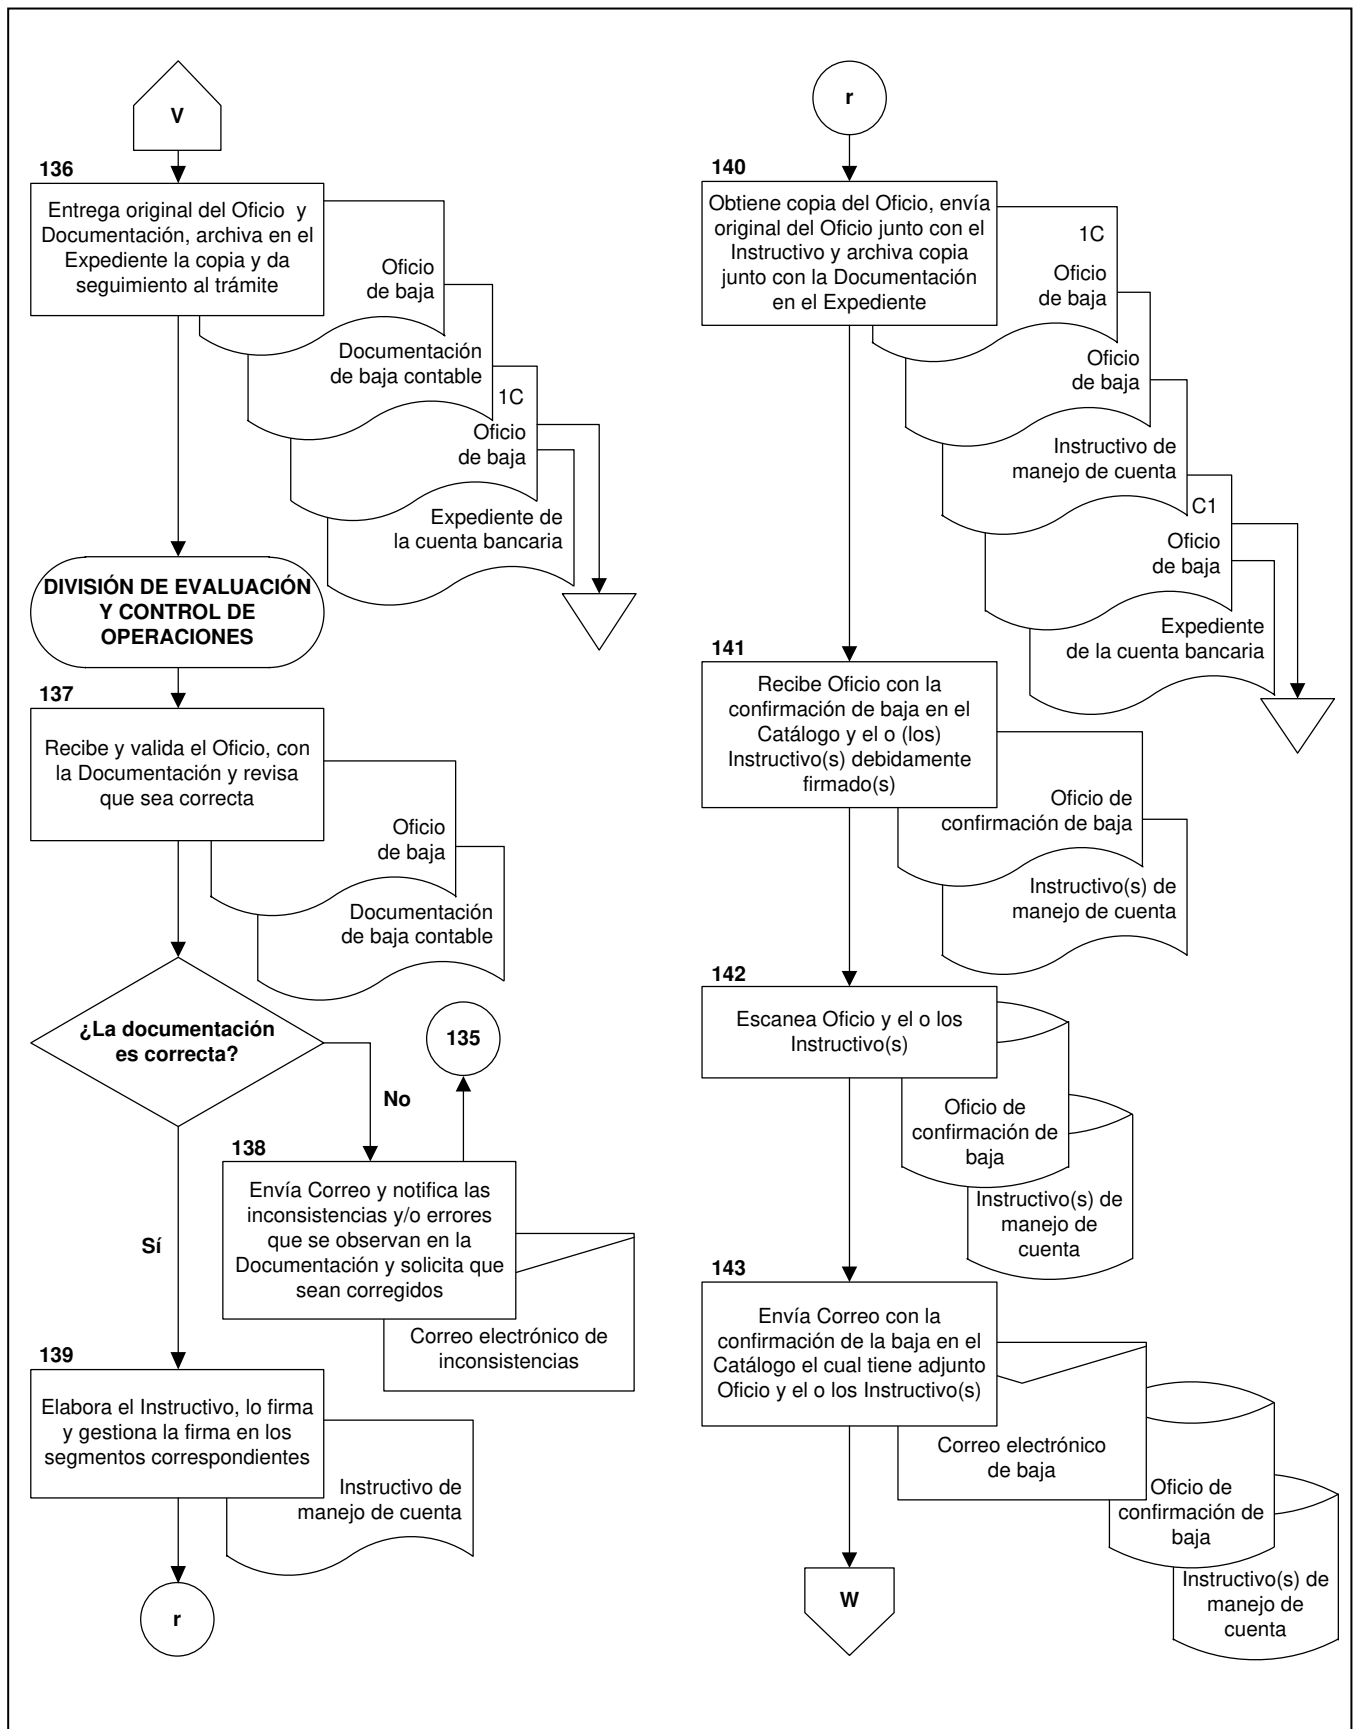 V
136
Entrega original del Oficio y
Documentación, archiva en el
Expediente la copia y da
seguimiento al trámite
Oficio
de baja
Documentación
de baja contable
1C
Oficio
de baja
Expediente de
la cuenta bancaria
DIVISIÓN DE EVALUACIÓN
Y CONTROL DE
OPERACIONES
137
Recibe y valida el Oficio, con
la Documentación y revisa
que sea correcta
Oficio
de baja
Documentación
de baja contable
¿La documentación
es correcta?
135
No
138
Envía Correo y notifica las
inconsistencias y/o errores
que se observan en la
Documentación y solicita que
sean corregidos
Correo electrónico de
inconsistencias
Sí
139
Elabora el Instructivo, lo firma
y gestiona la firma en los
segmentos correspondientes
Instructivo de
manejo de cuenta
r
r
140
Obtiene copia del Oficio, envía
original del Oficio junto con el
Instructivo y archiva copia
junto con la Documentación
en el Expediente
1C
Oficio
de baja
Oficio
de baja
Instructivo de
manejo de cuenta
C1
Oficio
de baja
Expediente
de la cuenta bancaria
141
Recibe Oficio con la
confirmación de baja en el
Catálogo y el o (los)
Instructivo(s) debidamente
firmado(s)
Oficio de
confirmación de baja
Instructivo(s) de
manejo de cuenta
142
Escanea Oficio y el o los
Instructivo(s)
Oficio de
confirmación de
baja
Instructivo(s) de
manejo de
cuenta
143
Envía Correo con la
confirmación de la baja en el
Catálogo el cual tiene adjunto
Oficio y el o los Instructivo(s)
Correo electrónico
de baja
Oficio de
confirmación de
baja
Instructivo(s) de
manejo de
cuenta
W